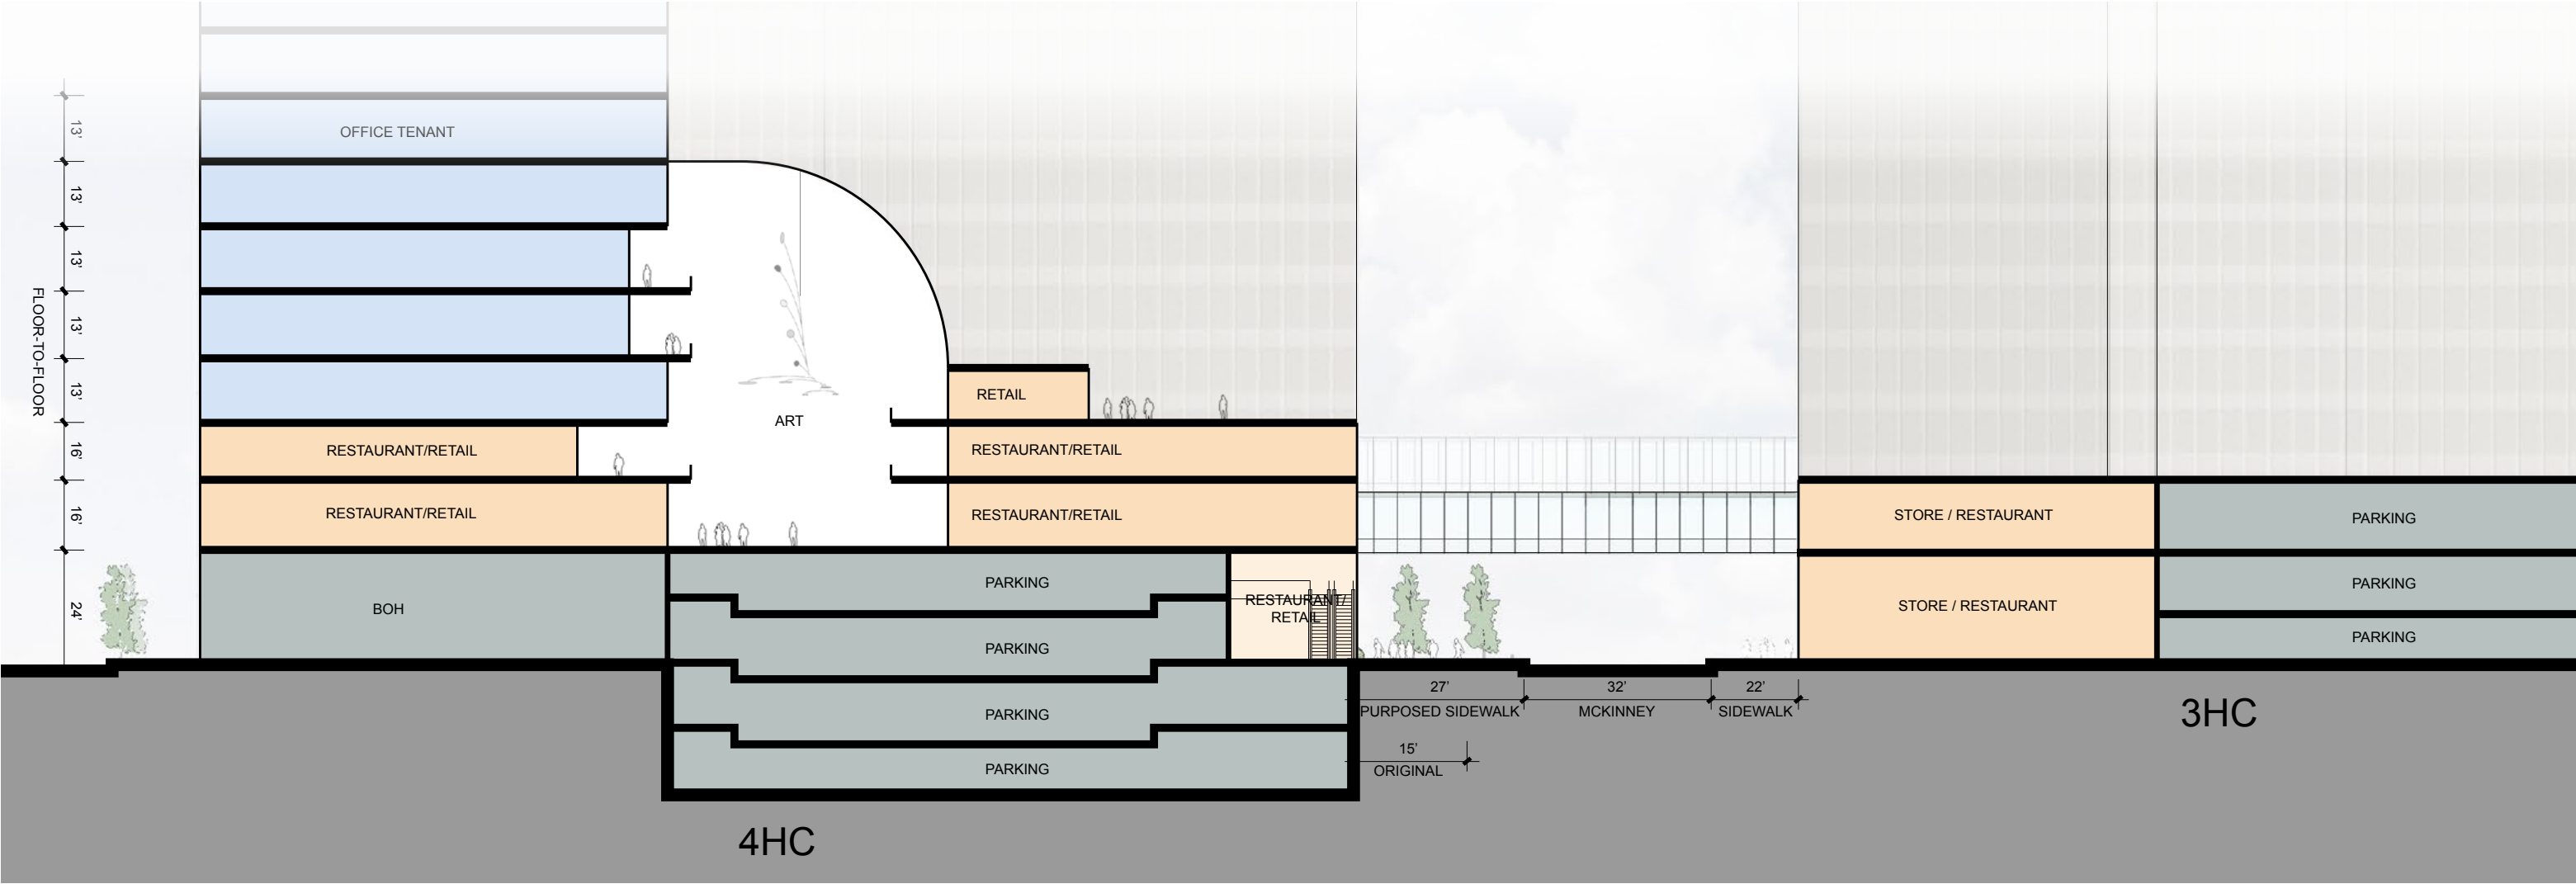 13'
OFFICE TENANT
13'
13'
13'
13'
FLOOR-TO-FLOOR
RETAIL
ART
16'
RESTAURANT/RETAIL
RESTAURANT/RETAIL
16'
RESTAURANT/RETAIL
RESTAURANT/RETAIL
STORE / RESTAURANT
PARKING
24'
BOH
PARKING
RESTAURANT/
RETAIL
STORE / RESTAURANT
PARKING
PARKING
PARKING
27'
32'
22'
PURPOSED SIDEWALK
MCKINNEY
SIDEWALK
PARKING
3HC
15'
ORIGINAL
PARKING
4HC